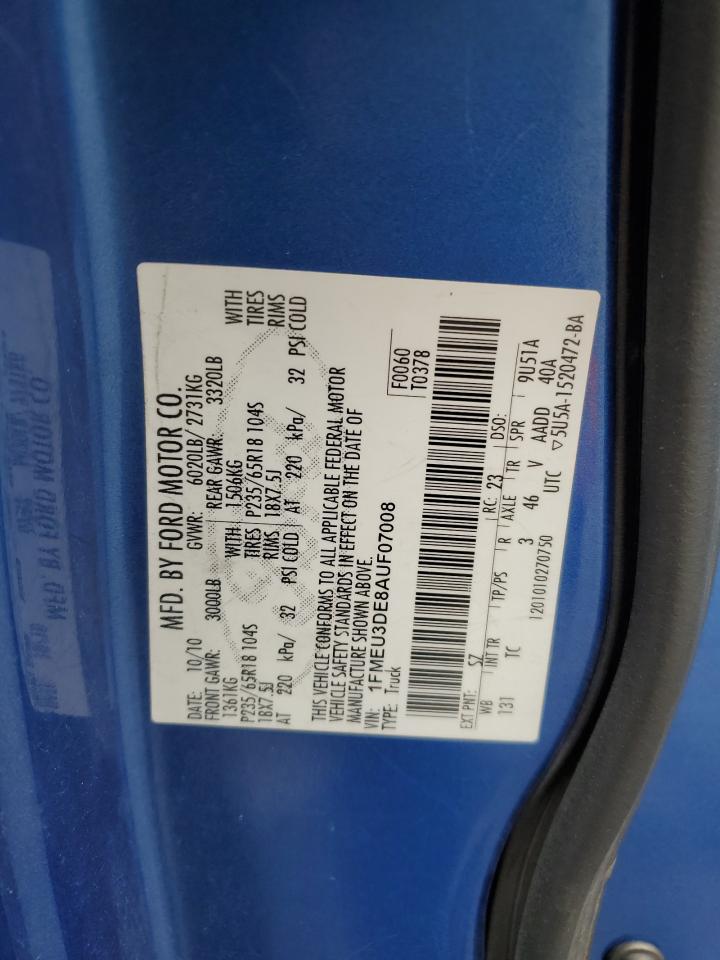 MFD. BY FORD MOTOR CO.
DATE: 10/10 GVWR: 6020LB/ 2731KG
FRONT GAWR: 3000LB REAR GAWR: 3320LB
1361KG WITH 1506KG WITH
P235/65R18 104S TIRES P235/65R18 104S TIRES
18X7.5J RIMS 18X7.5J RIMS
AT 220 kPa/ 32 PSI COLD AT 220 kPa/ 32 PSI COLD
THIS VEHICLE CONFORMS TO ALL APPLICABLE FEDERAL MOTOR
VEHICLE SAFETY STANDARDS IN EFFECT ON THE DATE OF
MANUFACTURE SHOWN ABOVE.
VIN: 1FMEU3DE8AUF07008
TYPE: Truck
F0060
T0378
EXT PNT: SZ RC: 23 DSO:
WB INT TR TP/PS R AXLE TR SPR
131 TC 3 46 V AADD 9U51A
40A
1201010270750 UTC ▽5U5A-1520472-BA